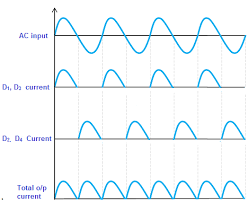 AC input
D₁, D₃ current
D₂, D₄ Current
Total o/p
current